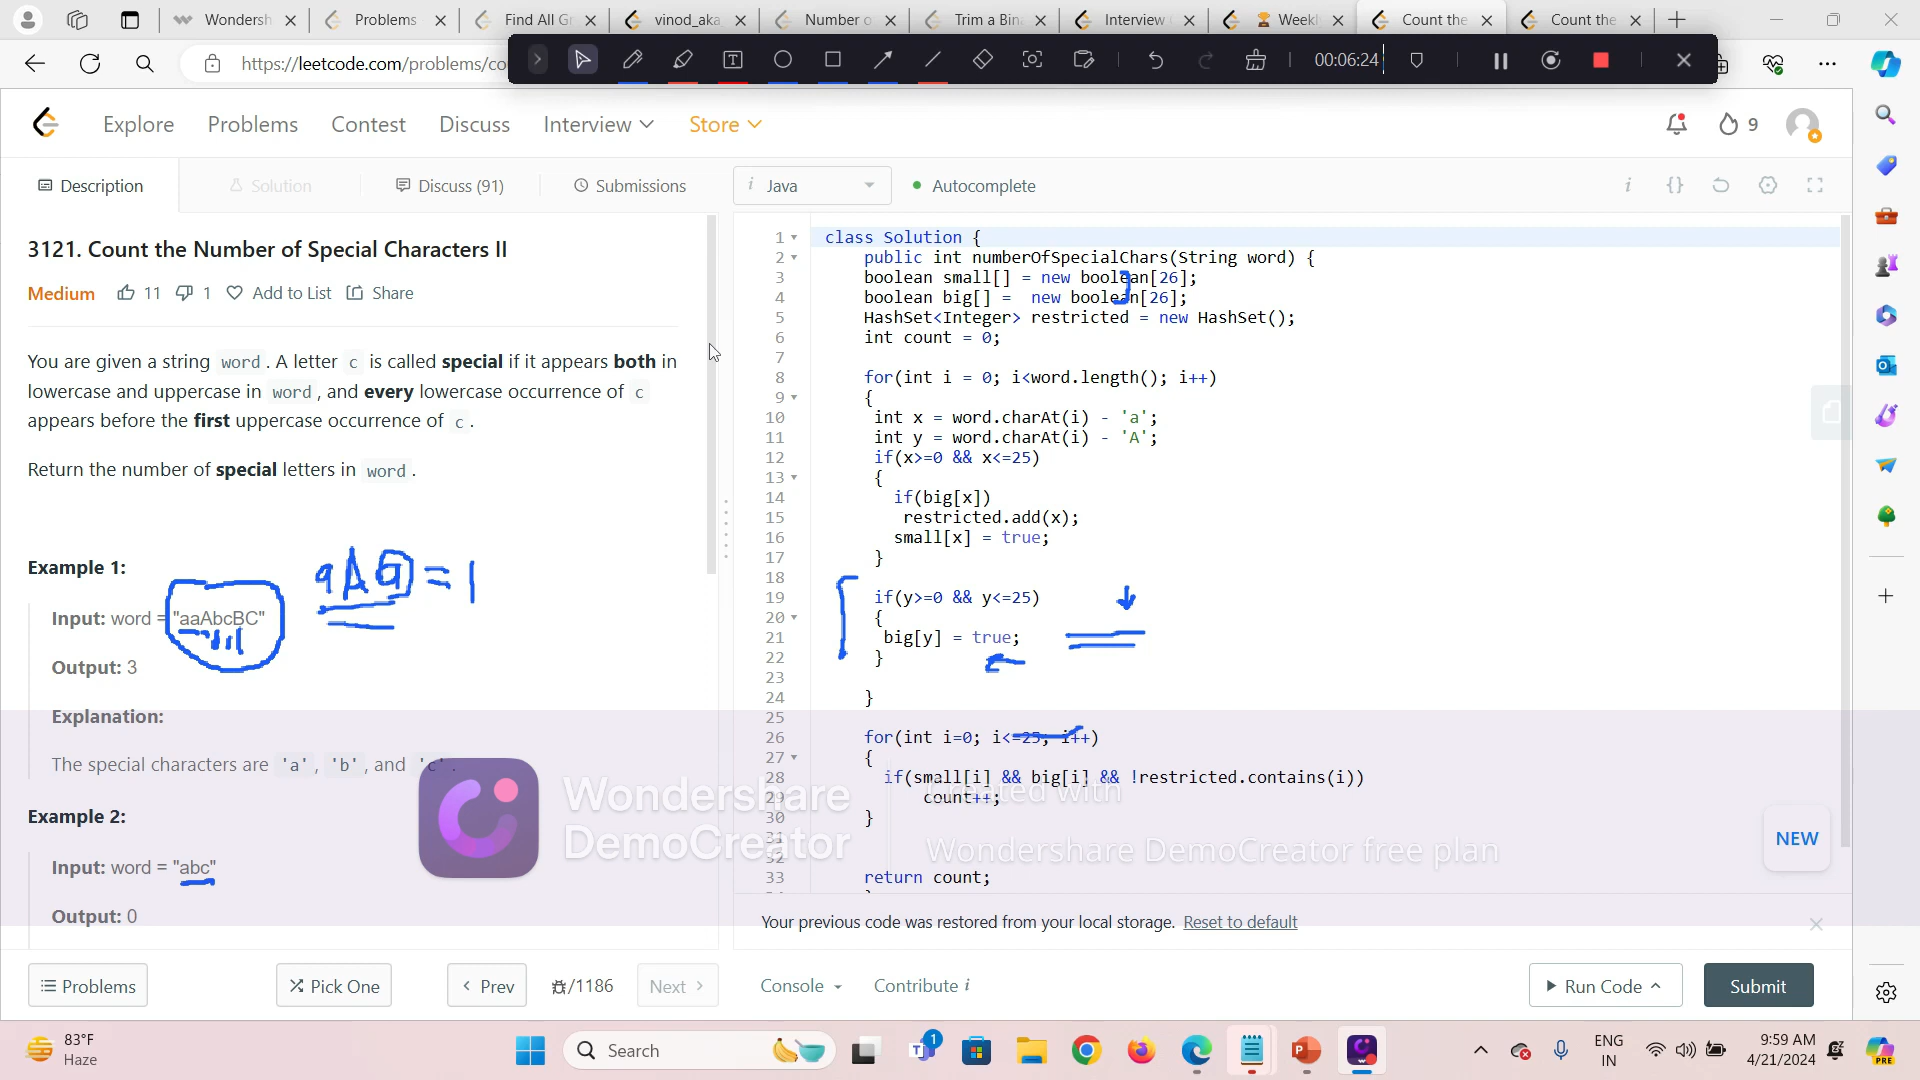 Wondersh
Problems
Find All Gr
vinod_aka
Number o
Trim a Bin
Interview
Weekl
Count the
Count the
https://leetcode.com/problems/co
00:06:24
Explore
Problems
Contest
Discuss
Interview
Store
9
Description
Solution
Discuss (91)
Submissions
i Java
Autocomplete
3121. Count the Number of Special Characters II
Medium 11 1 Add to List Share
You are given a string word. A letter c is called special if it appears both in
lowercase and uppercase in word, and every lowercase occurrence of c
appears before the first uppercase occurrence of c.
Return the number of special letters in word.
Example 1:
Input: word = "aaAbcBC"
Output: 3
Explanation:
The special characters are 'a', 'b', and 'c'.
Example 2:
Input: word = "abc"
Output: 0
aAG = 1
1 class Solution {
2 public int numberOfSpecialChars(String word) {
3 boolean small[] = new boolean[26];
4 boolean big[] = new boolean[26];
5 HashSet<Integer> restricted = new HashSet();
6 int count = 0;
7
8 for(int i = 0; i<word.length(); i++)
9 {
10 int x = word.charAt(i) - 'a';
11 int y = word.charAt(i) - 'A';
12 if(x>=0 && x<=25)
13 {
14 if(big[x])
15 restricted.add(x);
16 small[x] = true;
17 }
18
19 if(y>=0 && y<=25)
20 {
21 big[y] = true;
22 }
23
24 }
25
26 for(int i=0; i<=25; i++)
27 {
28 if(small[i] && big[i] && !restricted.contains(i))
29 count++;
30 }
31
32
33 return count;
Wondershare
DemoCreator
Created with
Wondershare DemoCreator free plan
NEW
Your previous code was restored from your local storage. Reset to default
Problems
Pick One
Prev
/1186
Next
Console
Contribute i
Run Code
Submit
83°F
Haze
Search
1
ENG
IN
9:59 AM
4/21/2024
PRE